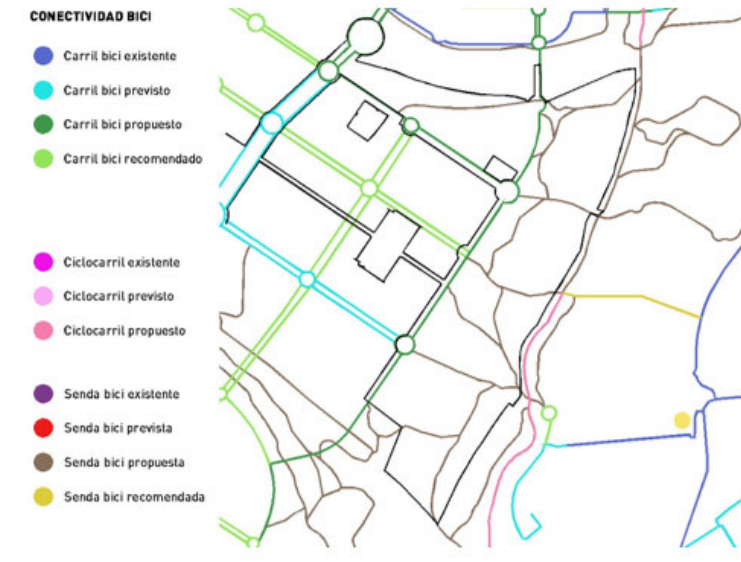 CONECTIVIDAD BICI
Carril bici existente
Carril bici previsto
Carril bici propuesto
Carril bici recomendado
Ciclocarril existente
Ciclocarril previsto
Ciclocarril propuesto
Senda bici existente
Senda bici prevista
Senda bici propuesta
Senda bici recomendada